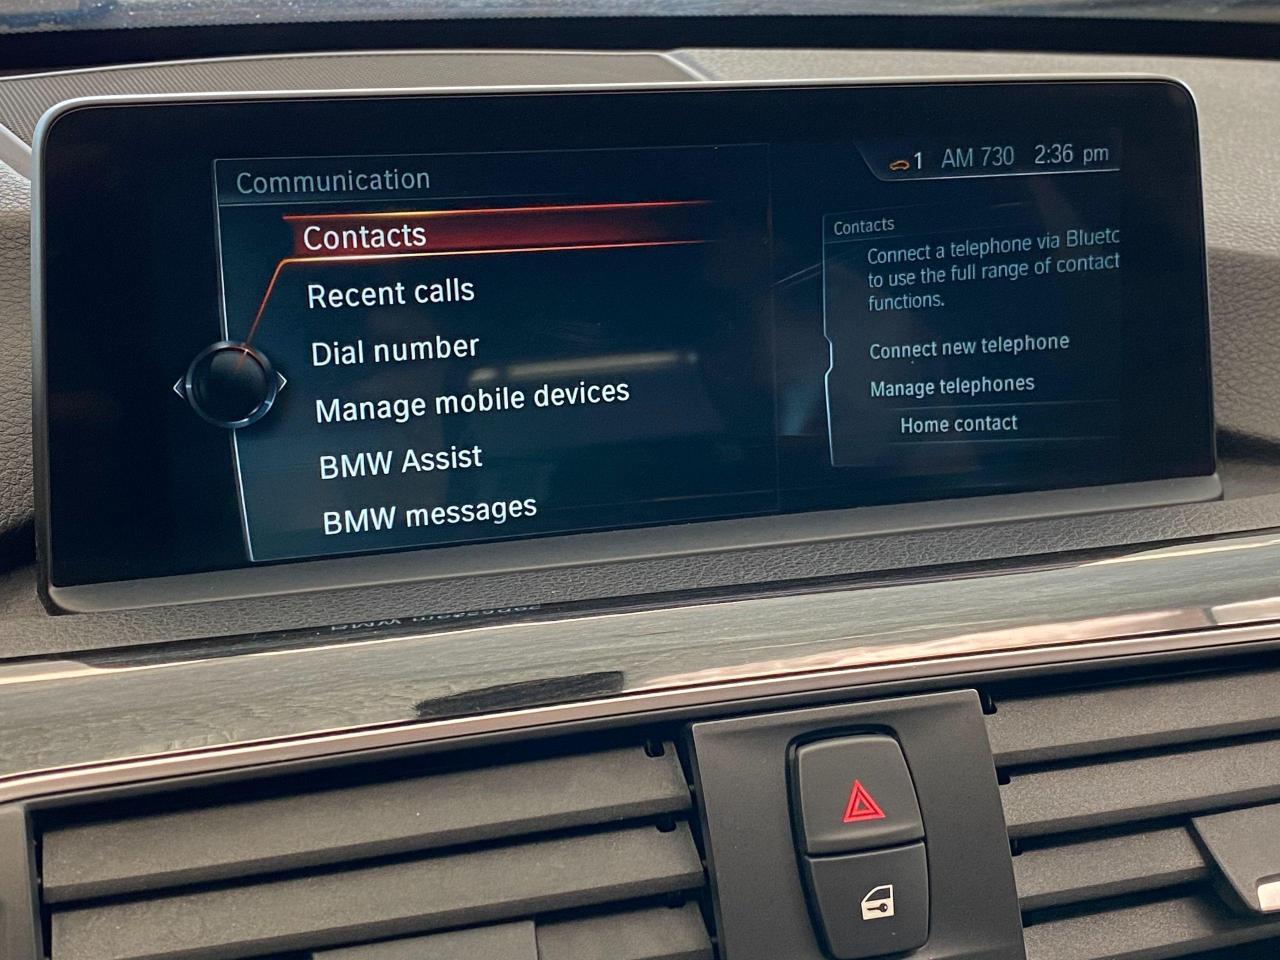 Communication
1 AM 730 2:36 pm
Contacts
Recent calls
Dial number
Manage mobile devices
BMW Assist
BMW messages
Contacts
Connect a telephone via Bluetc
to use the full range of contact
functions.
Connect new telephone
Manage telephones
Home contact